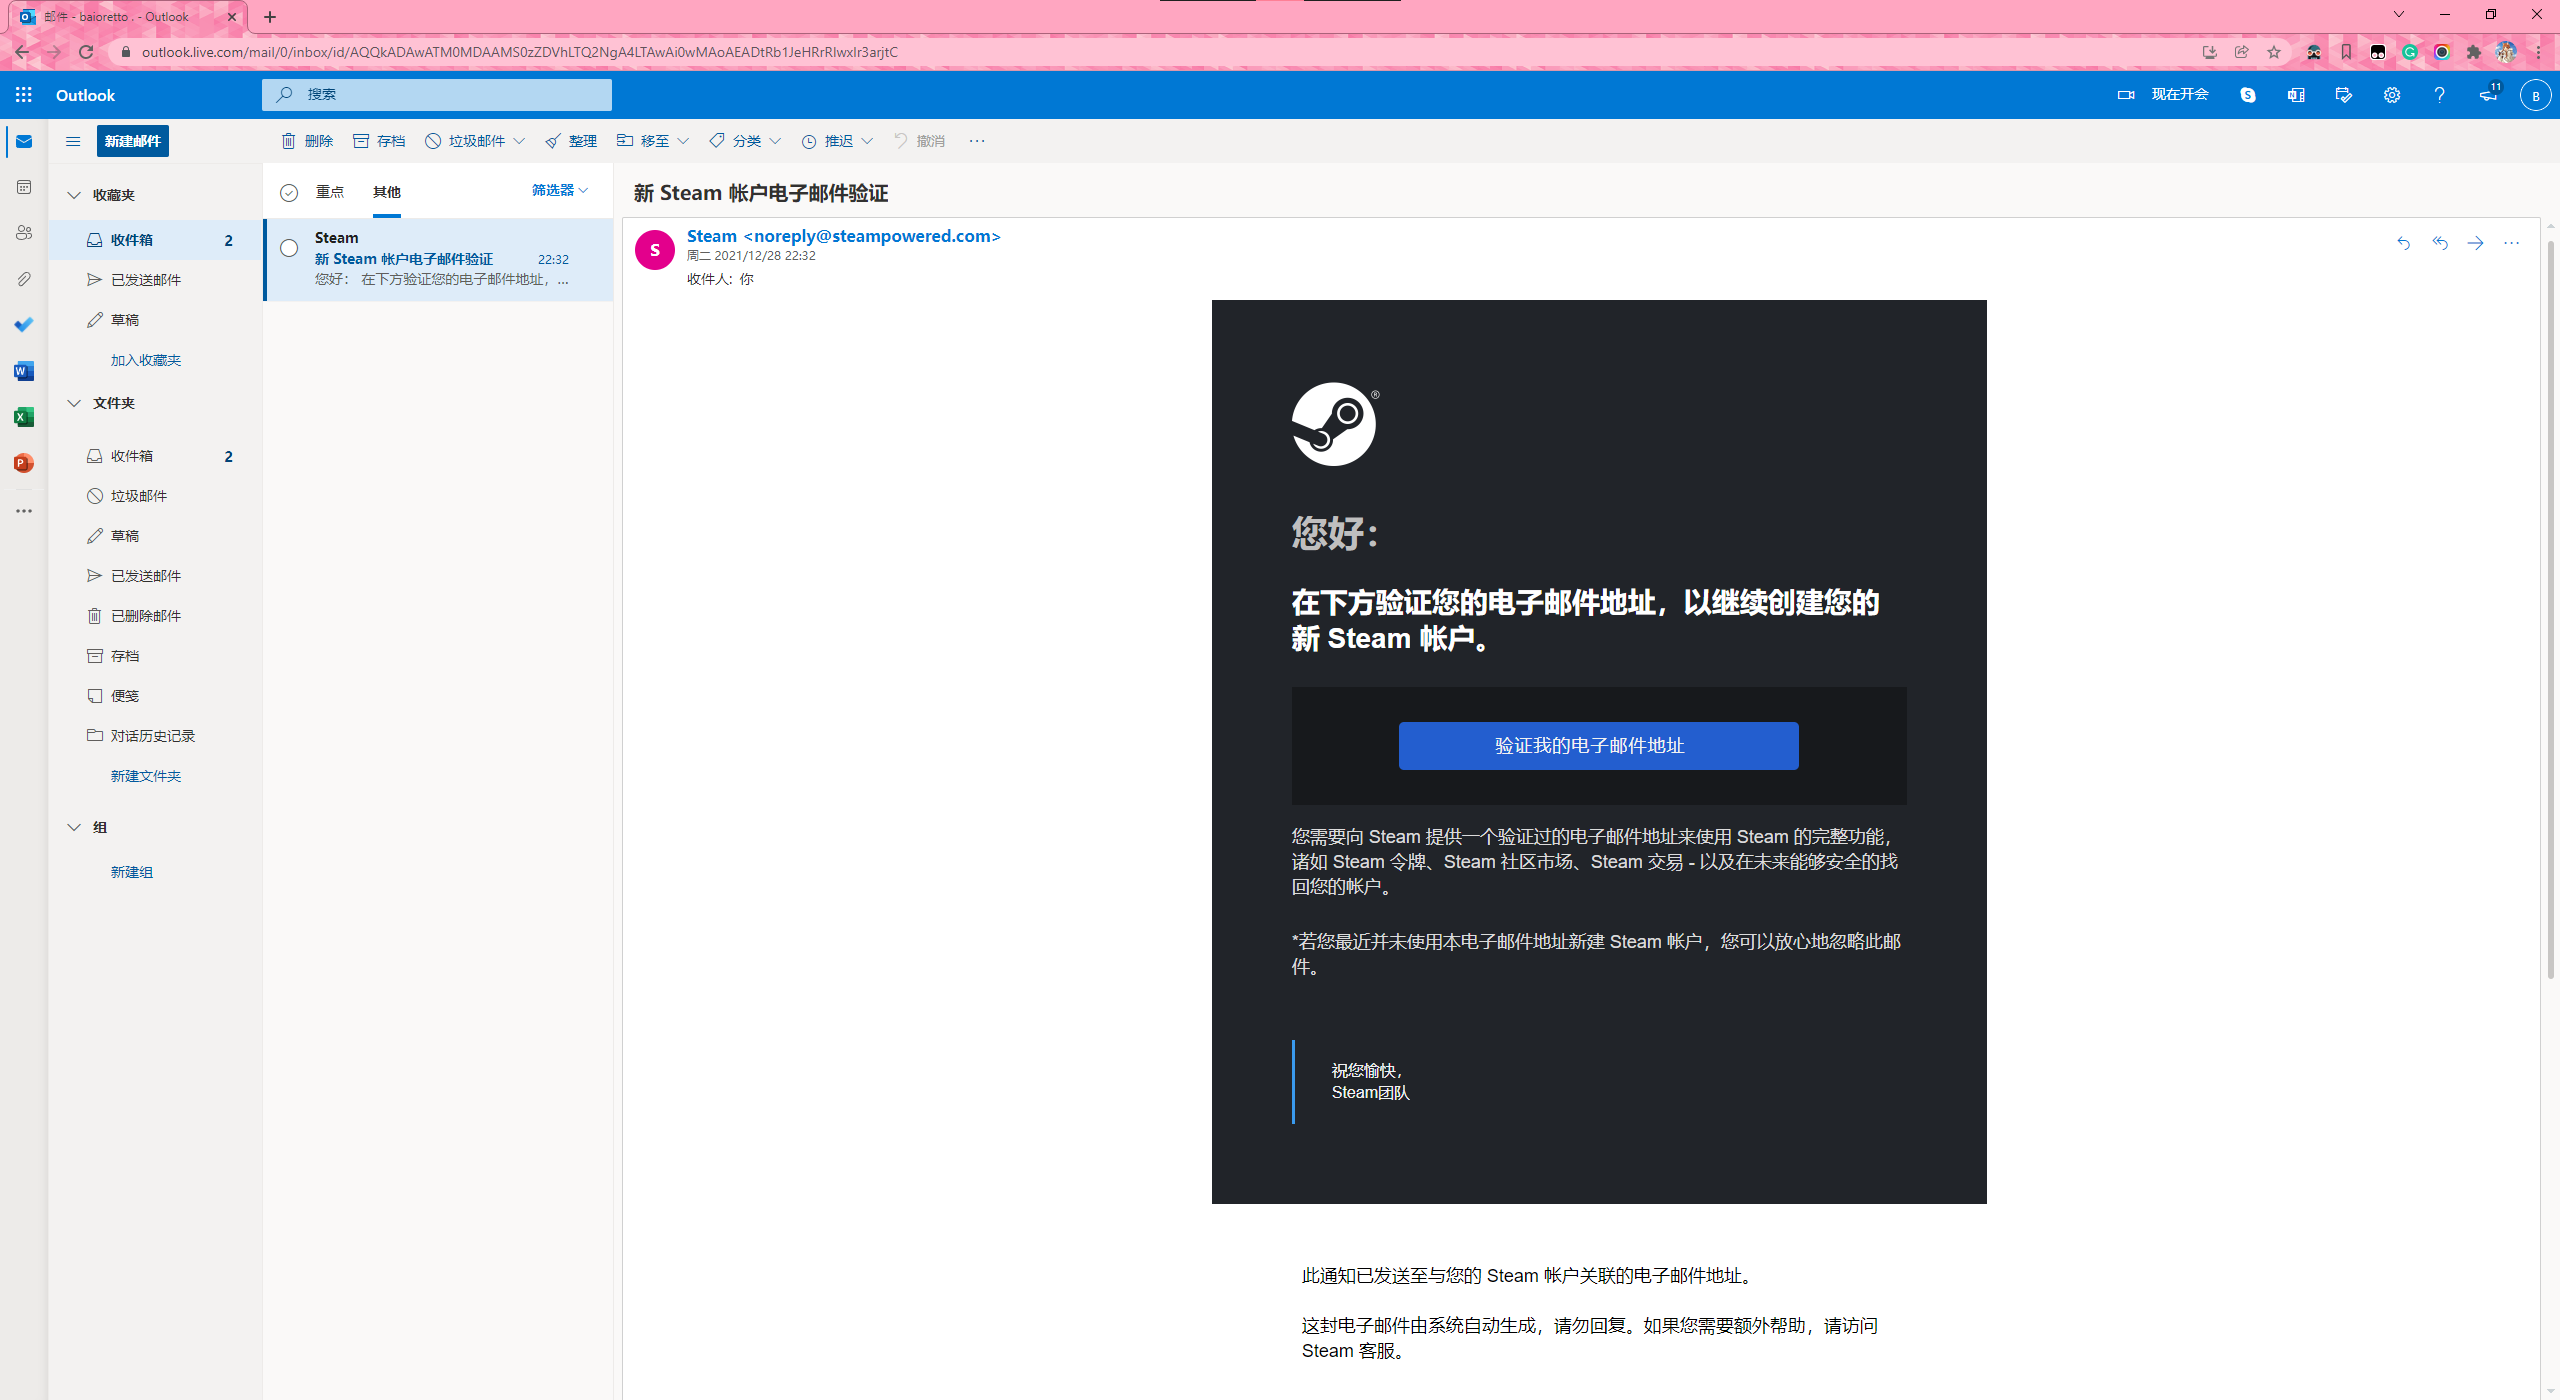 邮件 - baioretto . - Outlook
outlook.live.com/mail/0/inbox/id/AQQkADAwATM0MDAAMS0zZDVhLTQ2NgA4LTAwAi0wMAoAEADtRb1JeHRrRIwxIr3arjtC
Outlook
搜索
现在开会
11
B
新建邮件
删除
存档
垃圾邮件
整理
移至
分类
推迟
撤消
收藏夹
收件箱 2
已发送邮件
草稿
加入收藏夹
文件夹
收件箱 2
垃圾邮件
草稿
已发送邮件
已删除邮件
存档
便笺
对话历史记录
新建文件夹
组
新建组
重点
其他
筛选器
Steam
新 Steam 帐户电子邮件验证 22:32
您好： 在下方验证您的电子邮件地址，...
新 Steam 帐户电子邮件验证
S
Steam <noreply@steampowered.com>
周二 2021/12/28 22:32
收件人: 你
您好：
在下方验证您的电子邮件地址，以继续创建您的
新 Steam 帐户。
验证我的电子邮件地址
您需要向 Steam 提供一个验证过的电子邮件地址来使用 Steam 的完整功能，
诸如 Steam 令牌、Steam 社区市场、Steam 交易 - 以及在未来能够安全的找
回您的帐户。
*若您最近并未使用本电子邮件地址新建 Steam 帐户，您可以放心地忽略此邮
件。
祝您愉快，
Steam团队
此通知已发送至与您的 Steam 帐户关联的电子邮件地址。
这封电子邮件由系统自动生成，请勿回复。如果您需要额外帮助，请访问
Steam 客服。